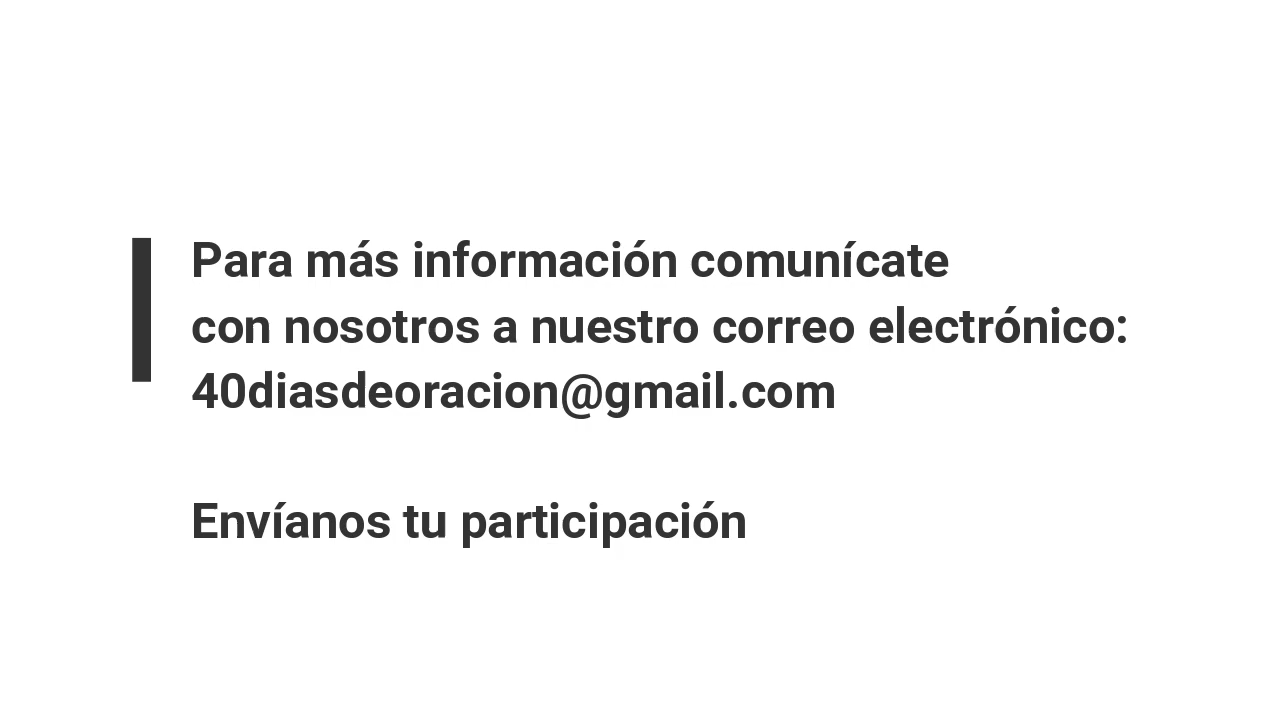 Para más información comunícate
con nosotros a nuestro correo electrónico:
40diasdeoracion@gmail.com
Envíanos tu participación